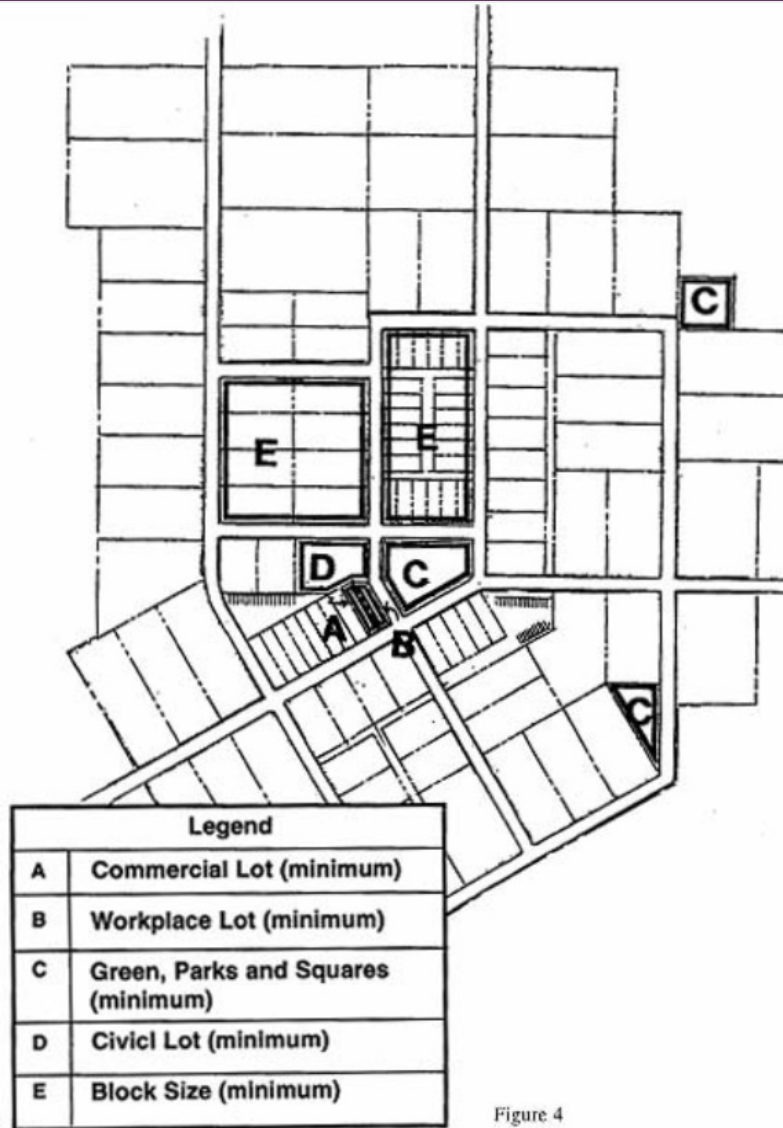 C
E
E
D
C
A
B
C
Legend
A Commercial Lot (minimum)
B Workplace Lot (minimum)
C Green, Parks and Squares
(minimum)
D Civicl Lot (minimum)
E Block Size (minimum)
Figure 4